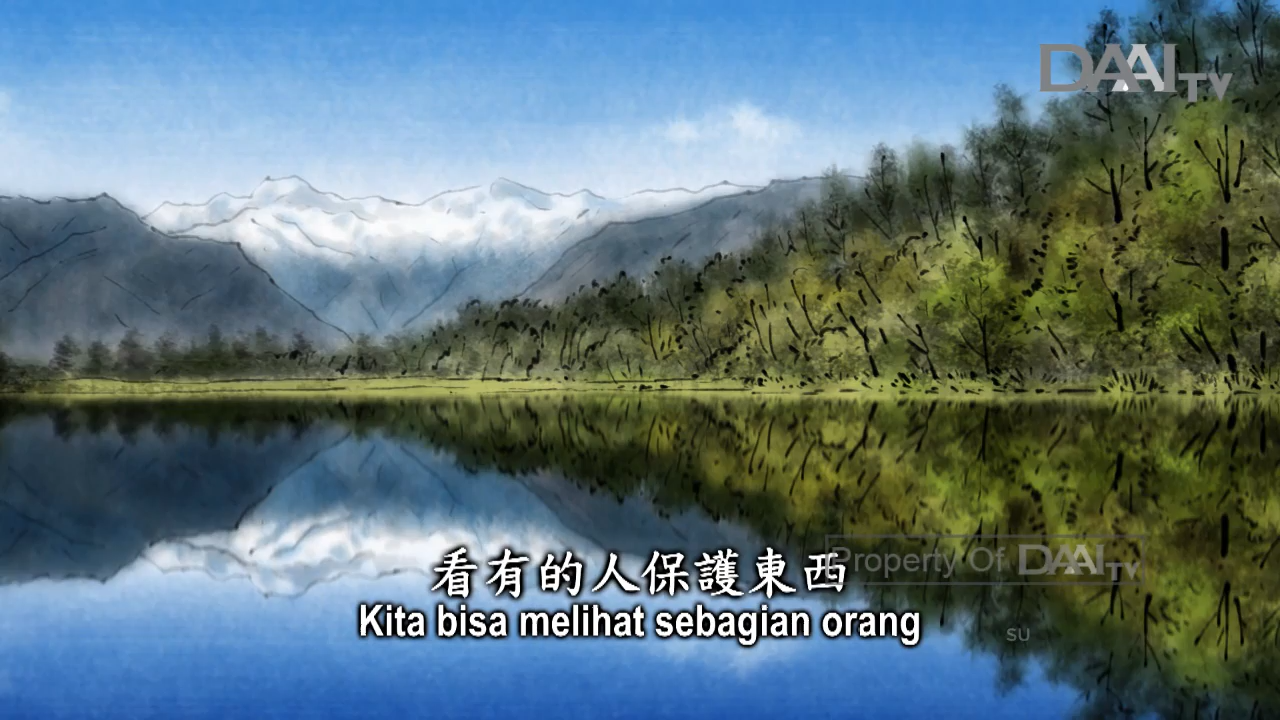 DAAI TV
Property Of DAAI TV
看有的人保護東西
Kita bisa melihat sebagian orang
SU